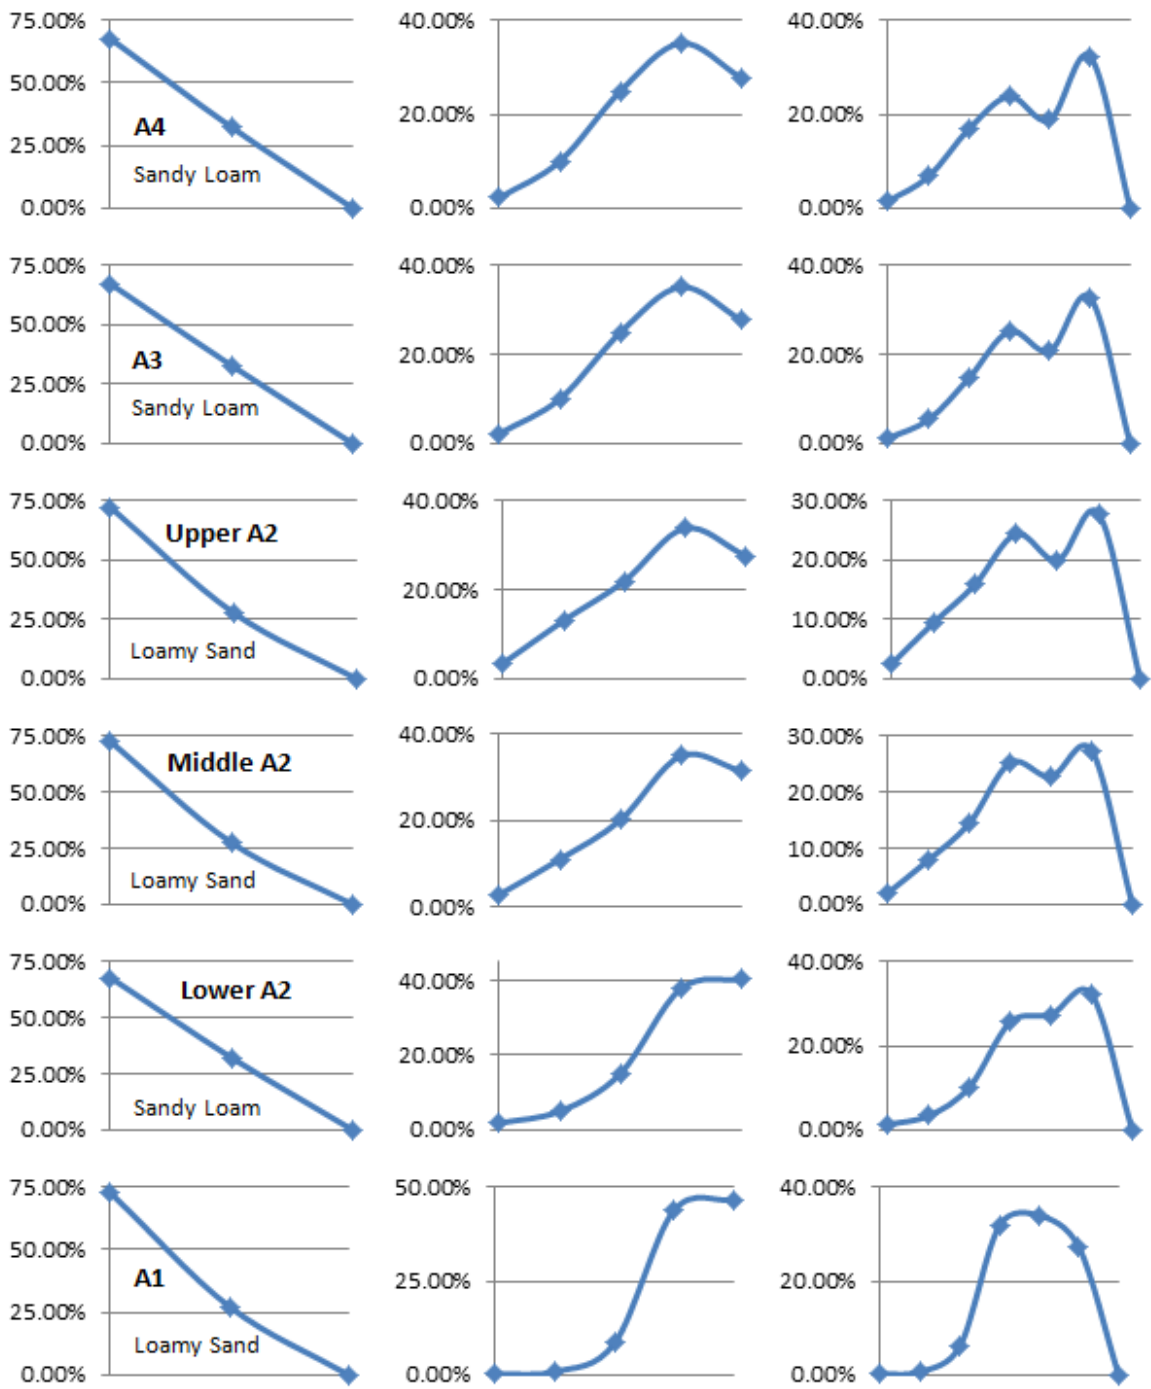 75.00% 40.00% 40.00%
50.00%
A4 20.00% 20.00%
25.00%
Sandy Loam
0.00% 0.00% 0.00%
75.00% 40.00% 40.00%
50.00%
A3 20.00% 20.00%
25.00%
Sandy Loam
0.00% 0.00% 0.00%
75.00% 40.00% 30.00%
Upper A2
50.00% 20.00% 20.00%
25.00% 10.00%
Loamy Sand
0.00% 0.00% 0.00%
75.00% 40.00% 30.00%
Middle A2
50.00% 20.00% 20.00%
25.00% 10.00%
Loamy Sand
0.00% 0.00% 0.00%
75.00% 40.00% 40.00%
Lower A2
50.00% 20.00% 20.00%
25.00%
Sandy Loam
0.00% 0.00% 0.00%
75.00% 50.00% 40.00%
50.00%
A1 25.00% 20.00%
25.00%
Loamy Sand
0.00% 0.00% 0.00%